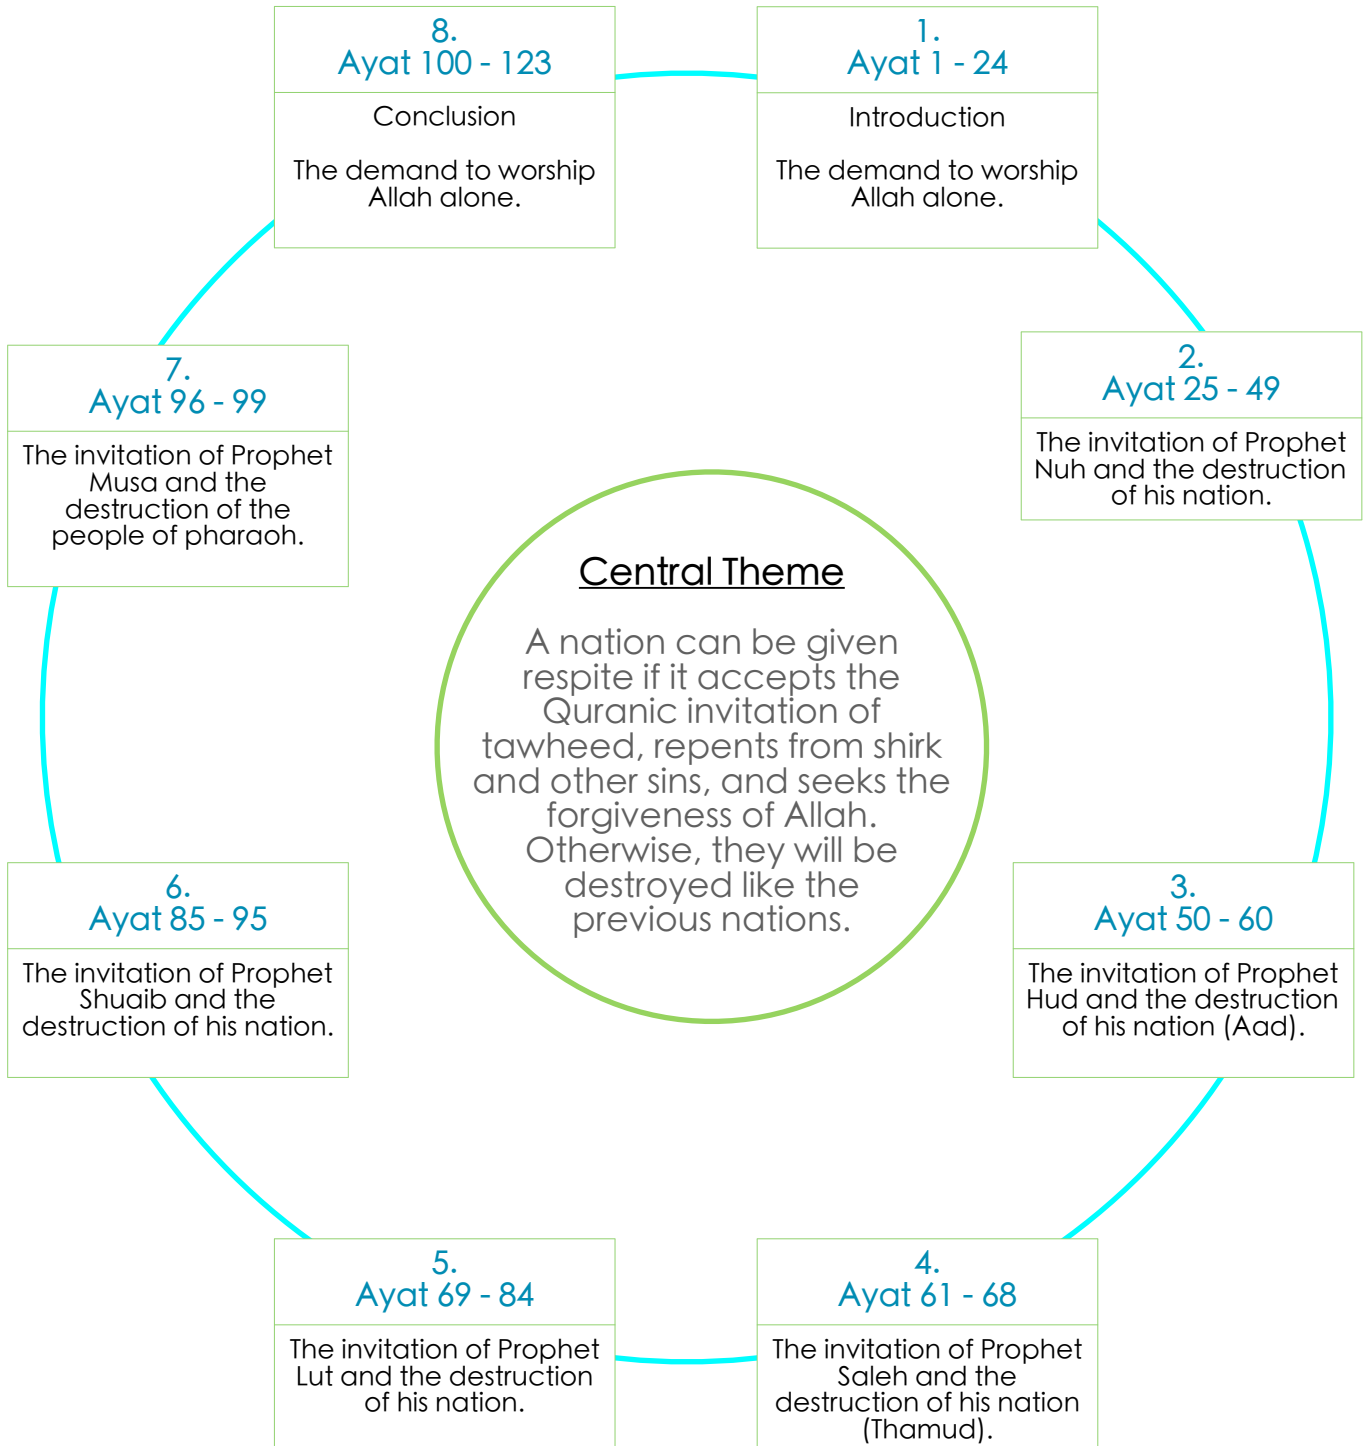 8.
Ayat 100 - 123
Conclusion
The demand to worship
Allah alone.
1.
Ayat 1 - 24
Introduction
The demand to worship
Allah alone.
2.
Ayat 25 - 49
The invitation of Prophet
Nuh and the destruction
of his nation.
7.
Ayat 96 - 99
The invitation of Prophet
Musa and the
destruction of the
people of pharaoh.
Central Theme
A nation can be given
respite if it accepts the
Quranic invitation of
tawheed, repents from shirk
and other sins, and seeks the
forgiveness of Allah.
Otherwise, they will be
destroyed like the
previous nations.
6.
Ayat 85 - 95
The invitation of Prophet
Shuaib and the
destruction of his nation.
3.
Ayat 50 - 60
The invitation of Prophet
Hud and the destruction
of his nation (Aad).
5.
Ayat 69 - 84
The invitation of Prophet
Lut and the destruction
of his nation.
4.
Ayat 61 - 68
The invitation of Prophet
Saleh and the
destruction of his nation
(Thamud).